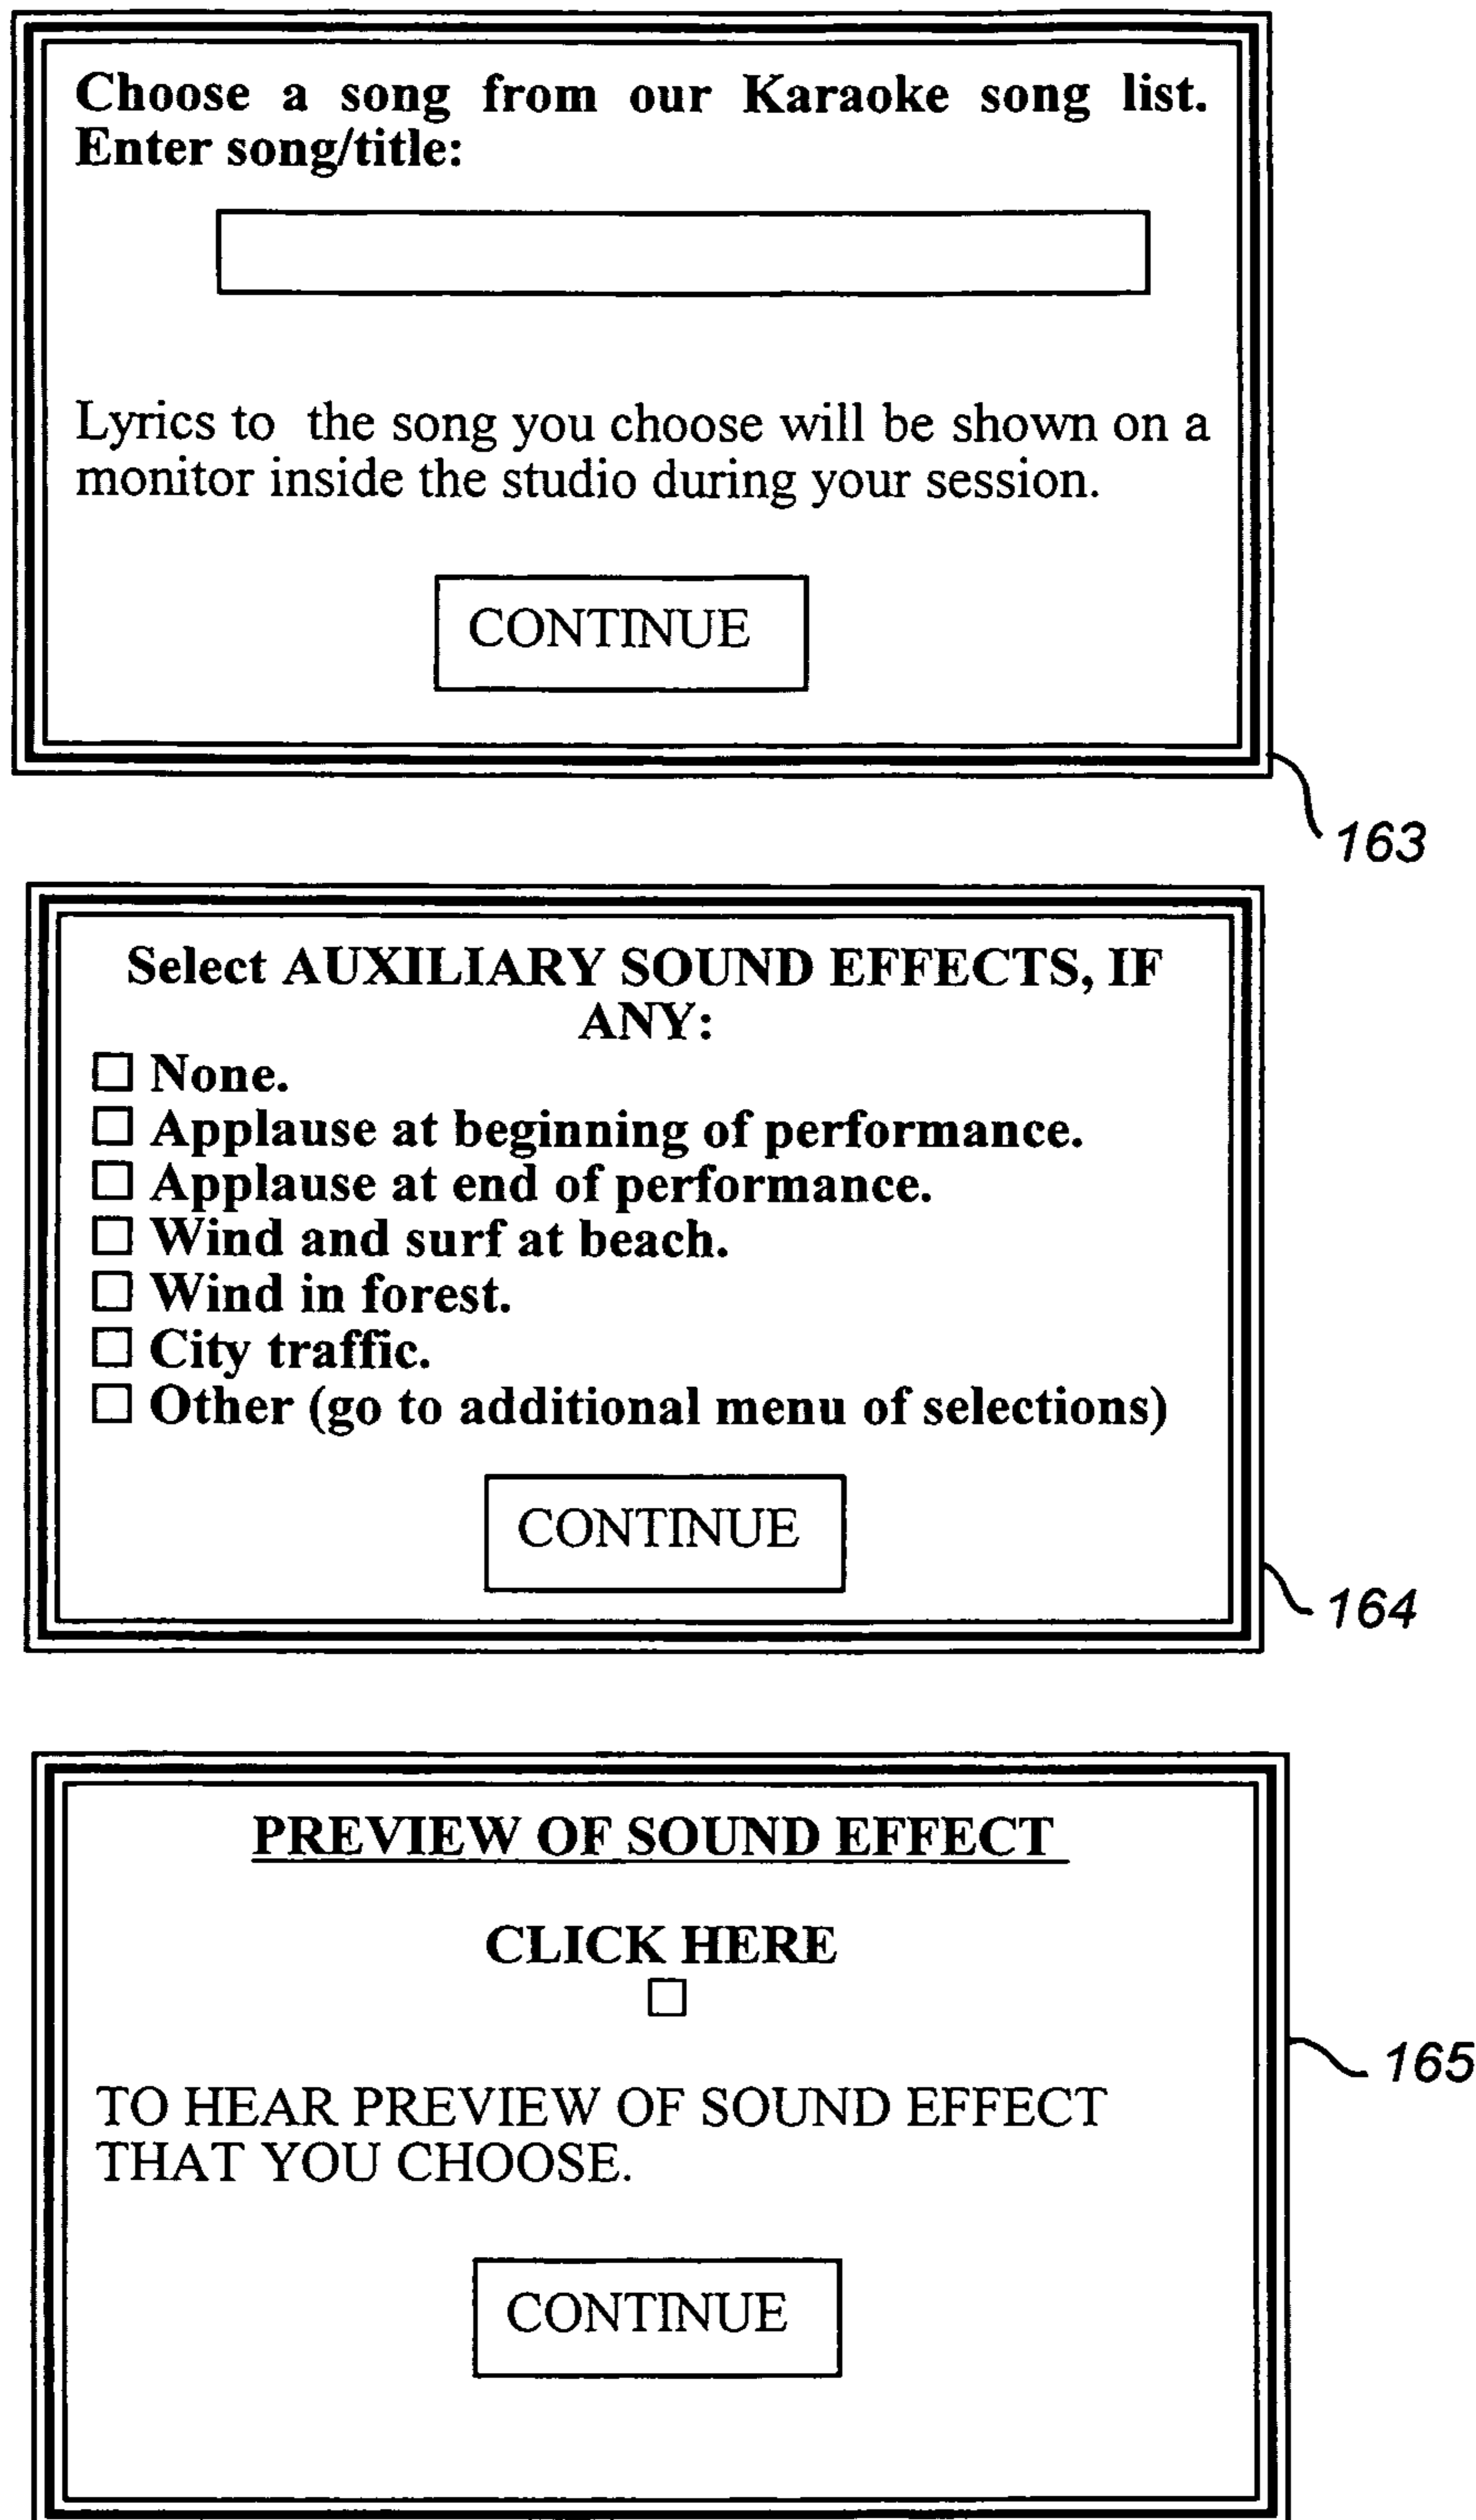 Choose a song from our Karaoke song list.
Enter song/title:
Lyrics to the song you choose will be shown on a
monitor inside the studio during your session.
CONTINUE
163
Select AUXILIARY SOUND EFFECTS, IF
ANY:
☐ None.
☐ Applause at beginning of performance.
☐ Applause at end of performance.
☐ Wind and surf at beach.
☐ Wind in forest.
☐ City traffic.
☐ Other (go to additional menu of selections)
CONTINUE
164
PREVIEW OF SOUND EFFECT
CLICK HERE
☐
165
TO HEAR PREVIEW OF SOUND EFFECT
THAT YOU CHOOSE.
CONTINUE